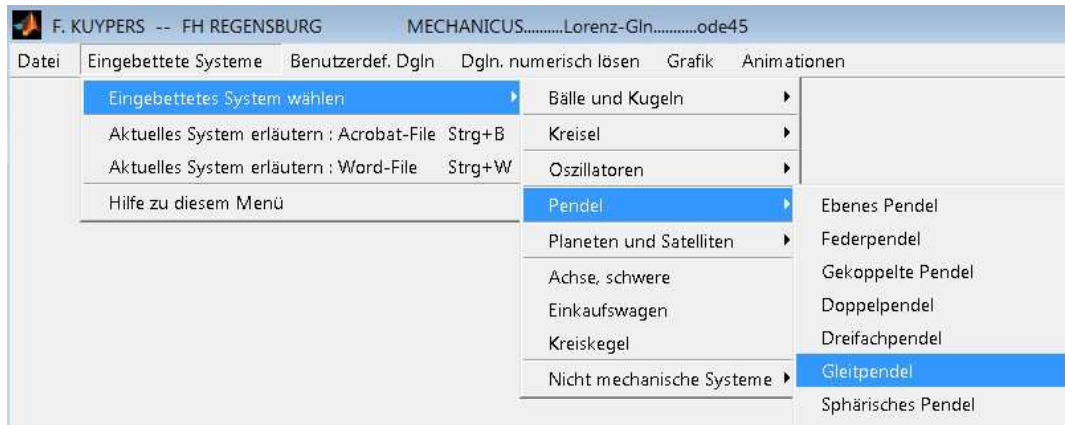 F. KUYPERS -- FH REGENSBURG MECHANICUS..........Lorenz-Gln...........ode45
Datei Eingebettete Systeme Benutzerdef. Dgln Dgln. numerisch lösen Grafik Animationen
Eingebettetes System wählen
Aktuelles System erläutern : Acrobat-File Strg+B
Aktuelles System erläutern : Word-File Strg+W
Hilfe zu diesem Menü
Bälle und Kugeln
Kreisel
Oszillatoren
Pendel
Planeten und Satelliten
Achse, schwere
Einkaufswagen
Kreiskegel
Nicht mechanische Systeme
Ebenes Pendel
Federpendel
Gekoppelte Pendel
Doppelpendel
Dreifachpendel
Gleitpendel
Sphärisches Pendel